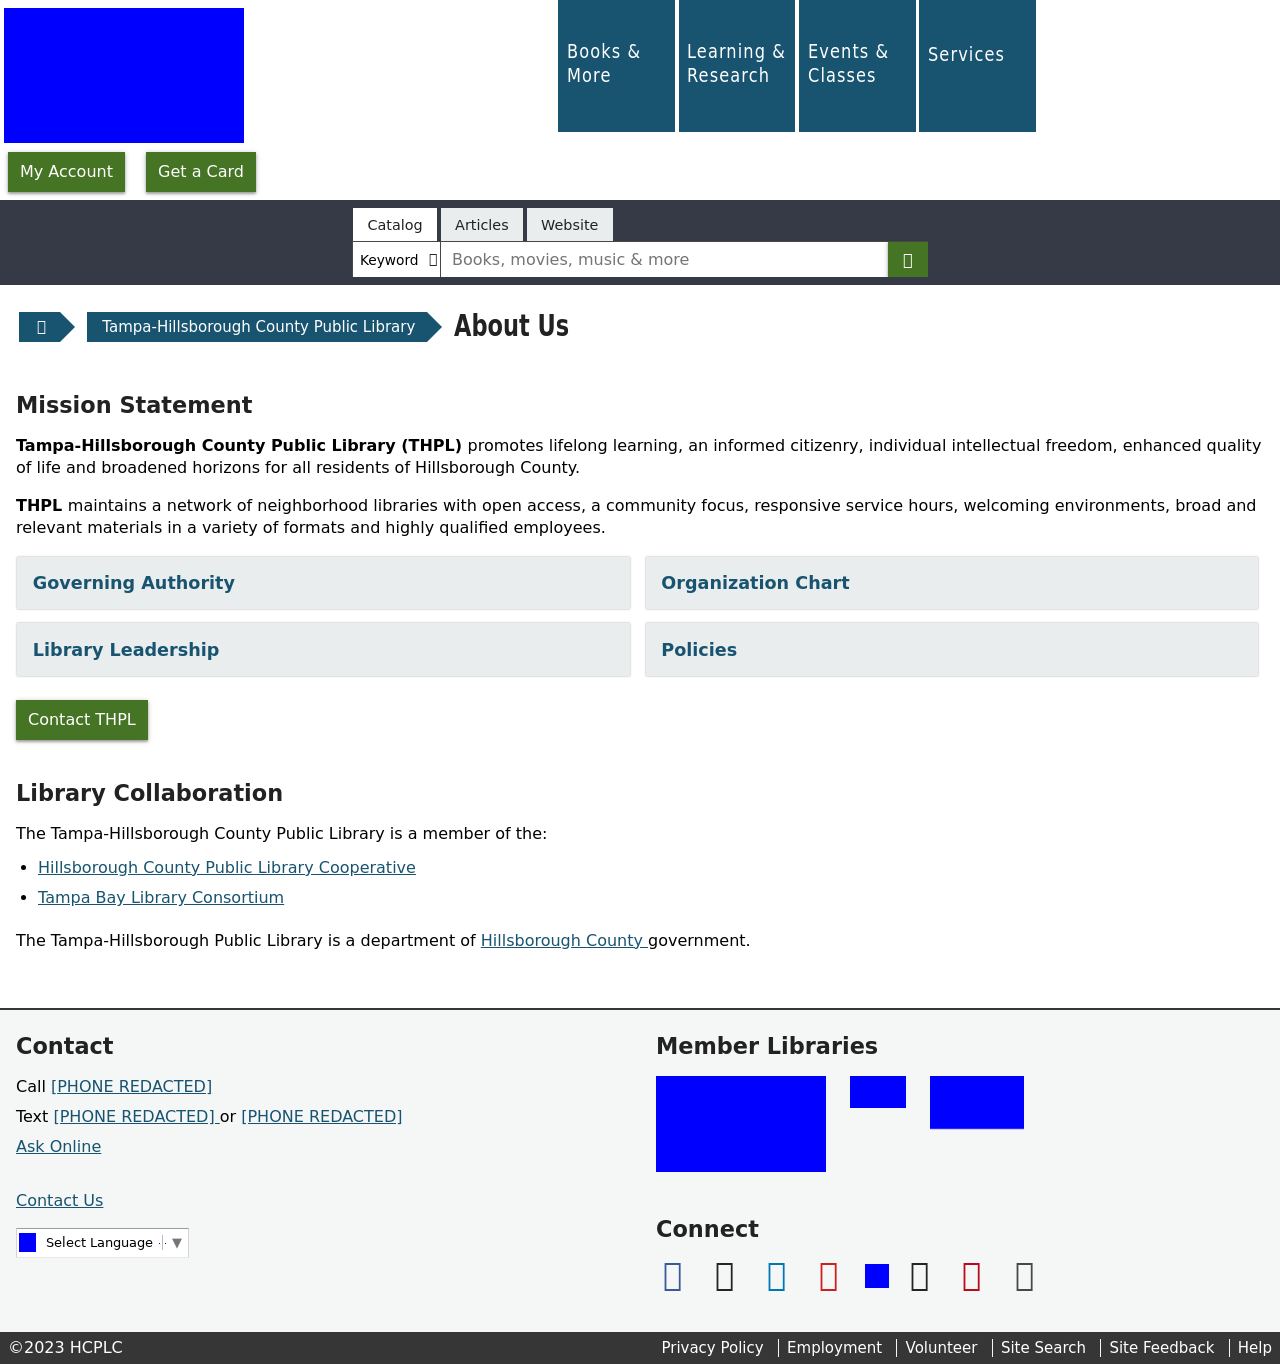 Books & More
Learning & Research
Events & Classes
Services
My Account
Get a Card
Catalog
Articles
Website
Keyword
Books, movies, music & more
Tampa-Hillsborough County Public Library
About Us
Mission Statement
Tampa-Hillsborough County Public Library (THPL) promotes lifelong learning, an informed citizenry, individual intellectual freedom, enhanced quality
of life and broadened horizons for all residents of Hillsborough County.
THPL maintains a network of neighborhood libraries with open access, a community focus, responsive service hours, welcoming environments, broad and
relevant materials in a variety of formats and highly qualified employees.
Governing Authority
Organization Chart
Library Leadership
Policies
Contact THPL
Library Collaboration
The Tampa-Hillsborough County Public Library is a member of the:
• Hillsborough County Public Library Cooperative
• Tampa Bay Library Consortium
The Tampa-Hillsborough Public Library is a department of Hillsborough County government.
Contact
Call [PHONE REDACTED]
Text [PHONE REDACTED] or [PHONE REDACTED]
Ask Online
Contact Us
Select Language ▼
Member Libraries
Connect
©2023 HCPLC
Privacy Policy
Employment
Volunteer
Site Search
Site Feedback
Help